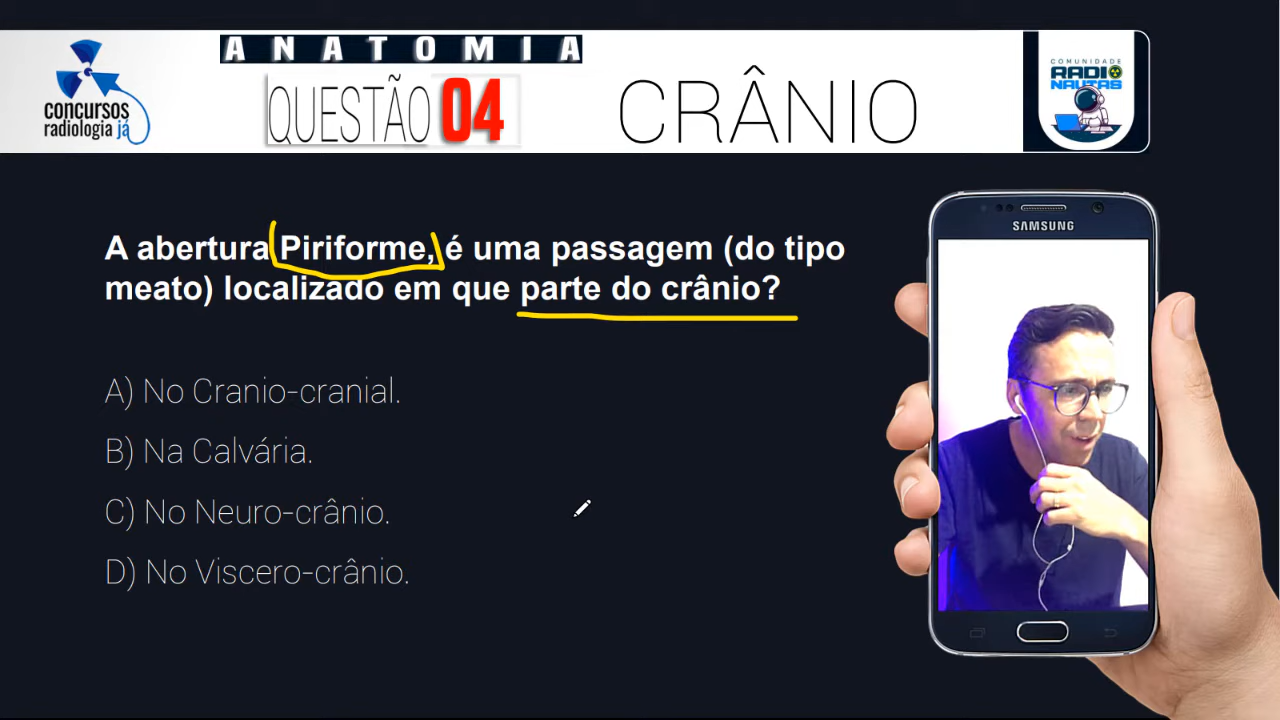 ANATOMIA
QUESTÃO 04
CRÂNIO
concursos
radiologia já
COMUNIDADE
RADIO
NAUTAS
A abertura Piriforme, é uma passagem (do tipo
meato) localizado em que parte do crânio?
A) No Cranio-cranial.
B) Na Calvária.
C) No Neuro-crânio.
D) No Viscero-crânio.
SAMSUNG